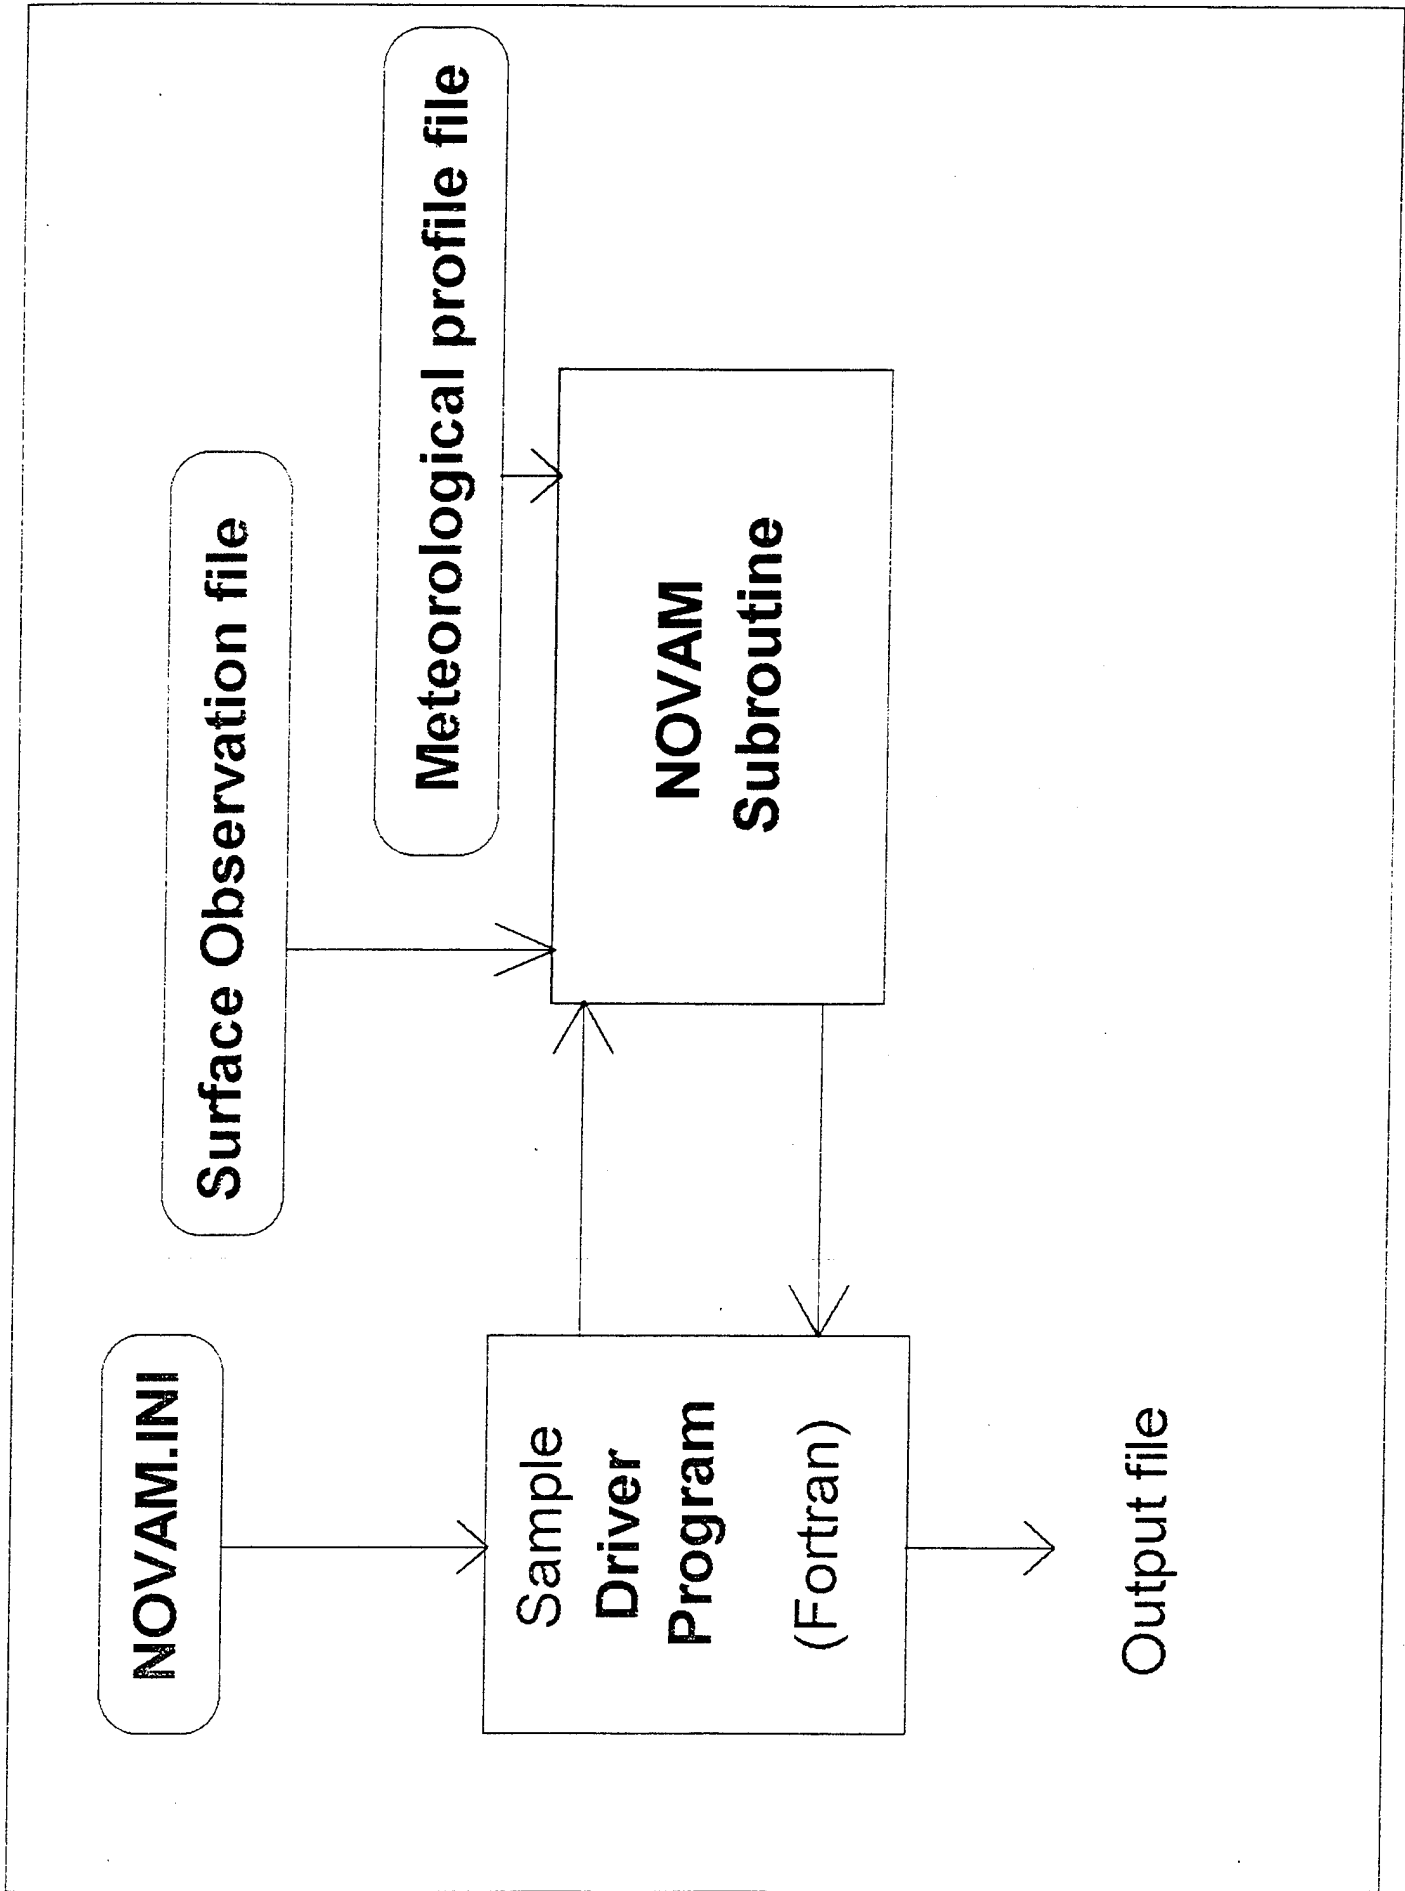 NOVAM.INI
Surface Observation file
Meteorological profile file
Sample
Driver
Program
(Fortran)
NOVAM
Subroutine
Output file